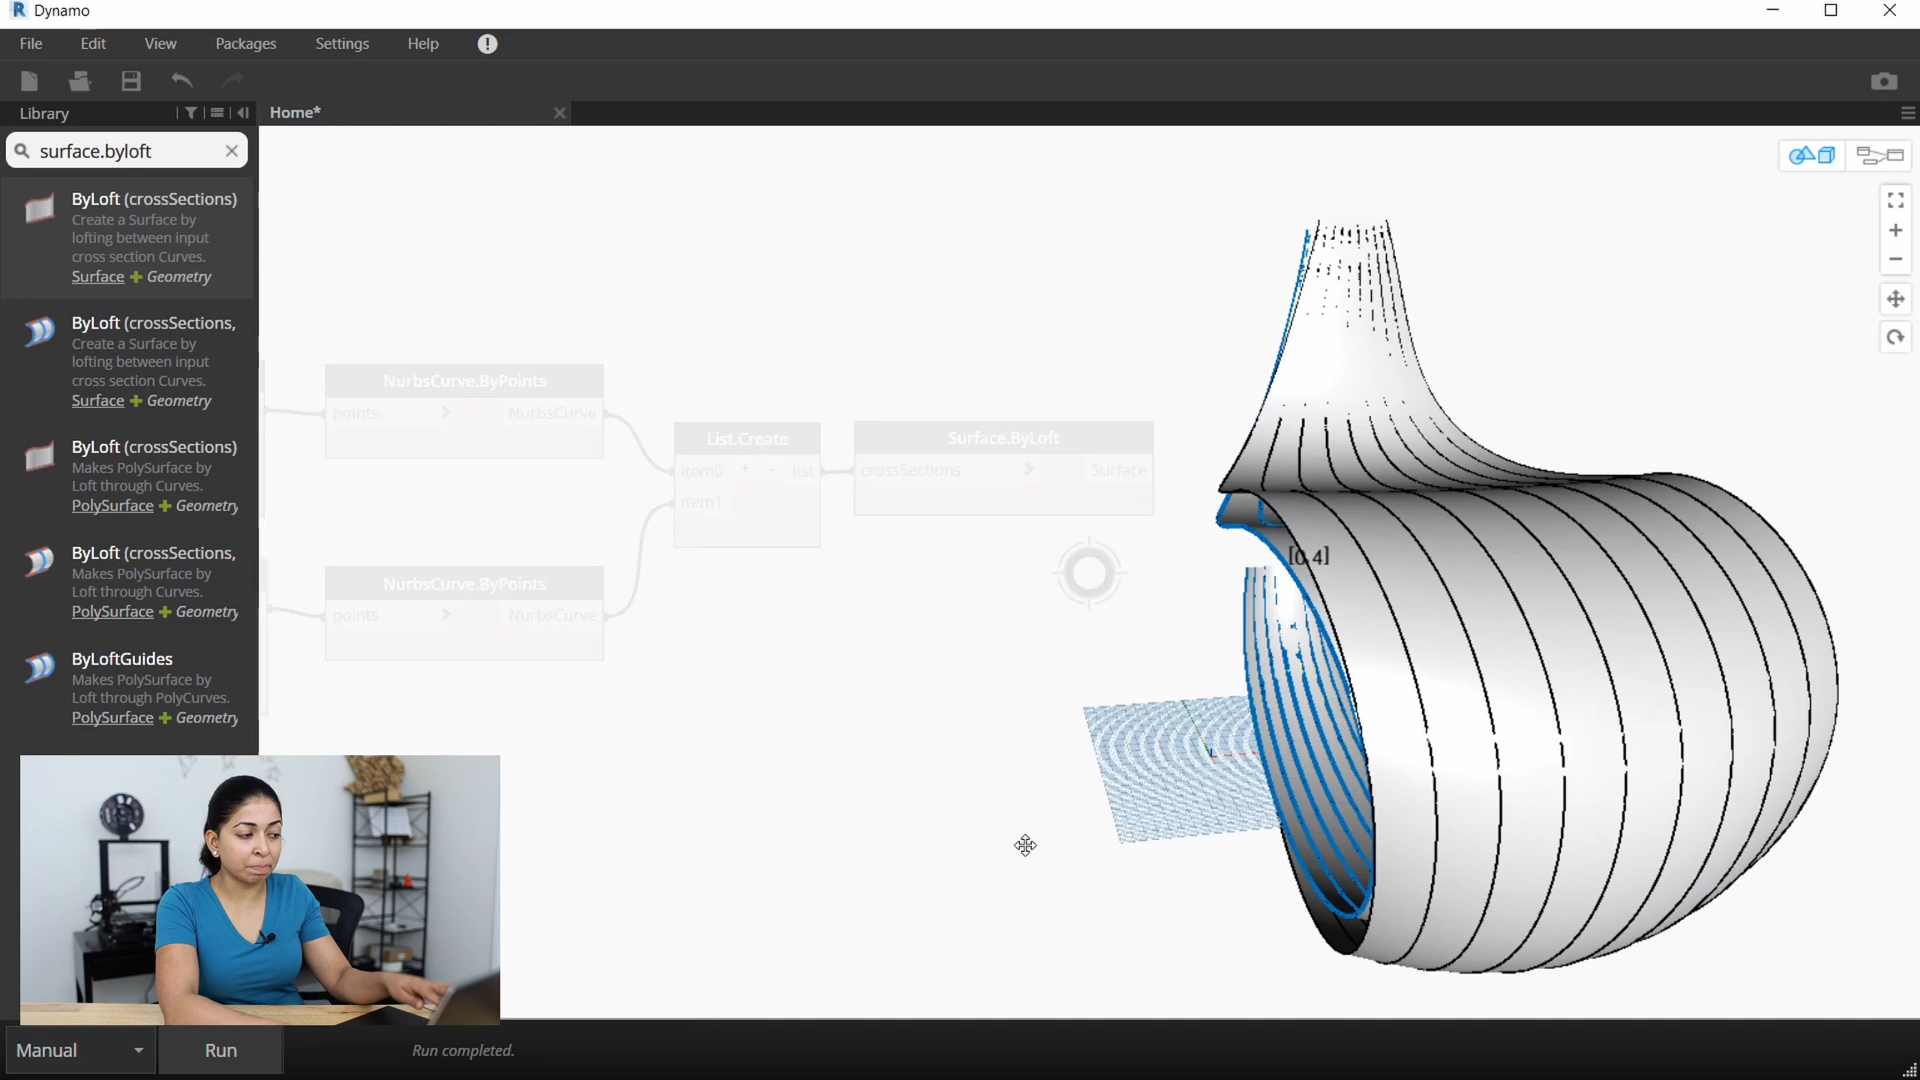 Dynamo
File Edit View Packages Settings Help !
Library
Home*
surface.byloft
ByLoft (crossSections)
Create a Surface by
lofting between input
cross section Curves.
Surface + Geometry
ByLoft (crossSections,
Create a Surface by
lofting between input
cross section Curves.
Surface + Geometry
ByLoft (crossSections)
Makes PolySurface by
Loft through Curves.
PolySurface + Geometry
ByLoft (crossSections,
Makes PolySurface by
Loft through Curves.
PolySurface + Geometry
ByLoftGuides
Makes PolySurface by
Loft through PolyCurves.
PolySurface + Geometry
NurbsCurve.ByPoints
points > NurbsCurve
NurbsCurve.ByPoints
points > NurbsCurve
List.Create
item0 + - list
item1
Surface.ByLoft
crossSections > Surface
[0,4]
Manual
Run
Run completed.